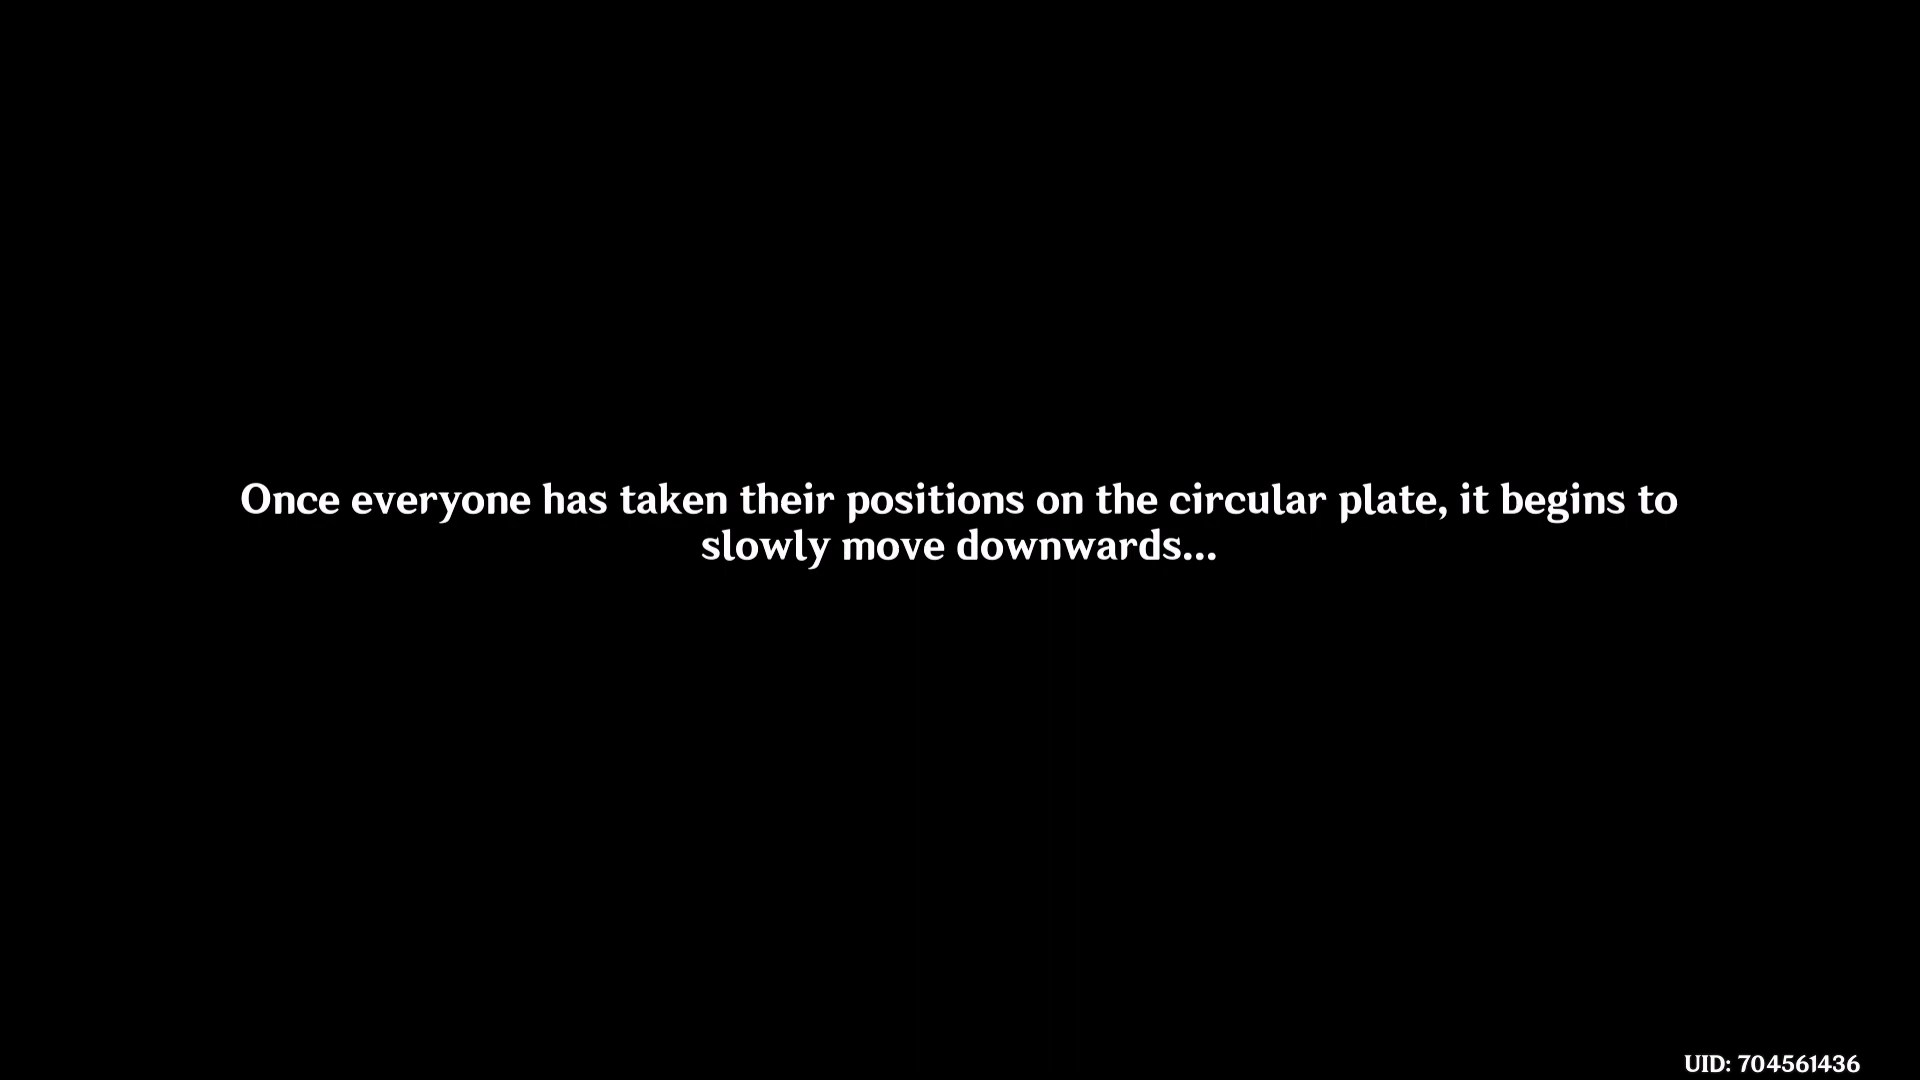 Once everyone has taken their positions on the circular plate, it begins to
slowly move downwards...
UID: 704561436